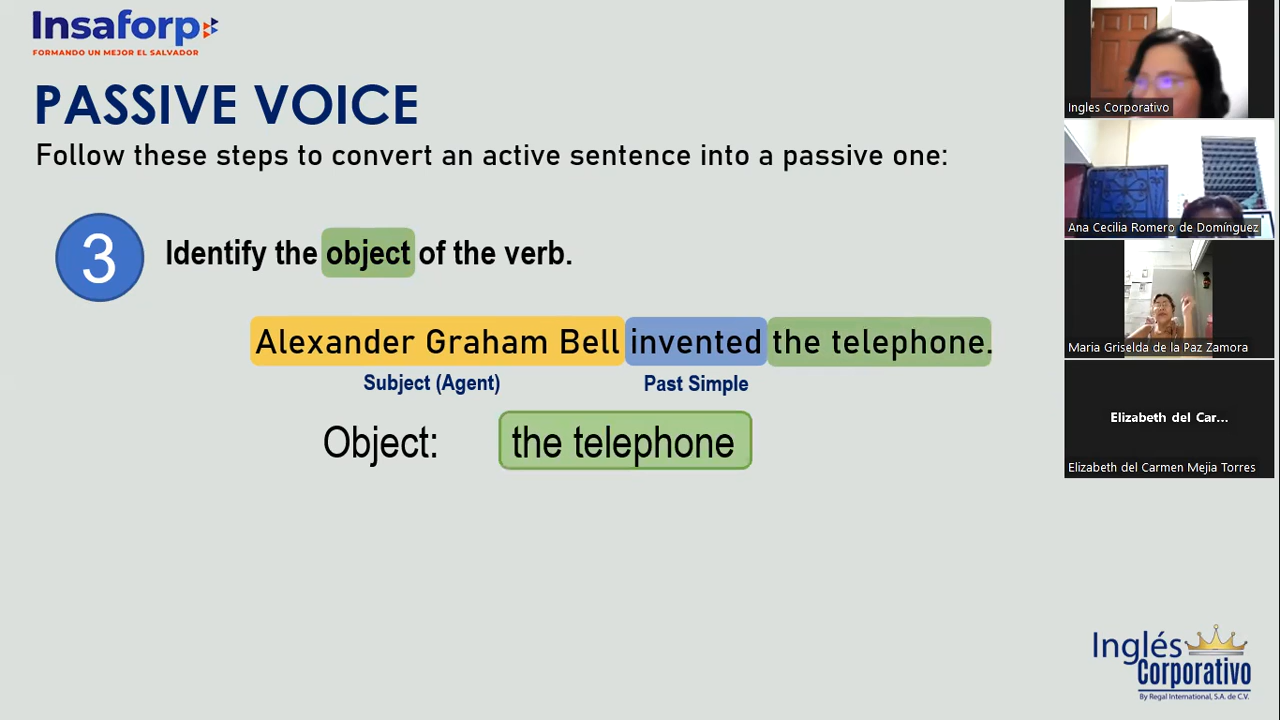 Insaforp
FORMANDO UN MEJOR EL SALVADOR
PASSIVE VOICE
Follow these steps to convert an active sentence into a passive one:
3
Identify the object of the verb.
Alexander Graham Bell invented the telephone.
Subject (Agent) Past Simple
Object: the telephone
Ingles Corporativo
Ana Cecilia Romero de Domínguez
Maria Griselda de la Paz Zamora
Elizabeth del Car...
Elizabeth del Carmen Mejia Torres
Inglés
Corporativo
By Regal International, S.A. de C.V.